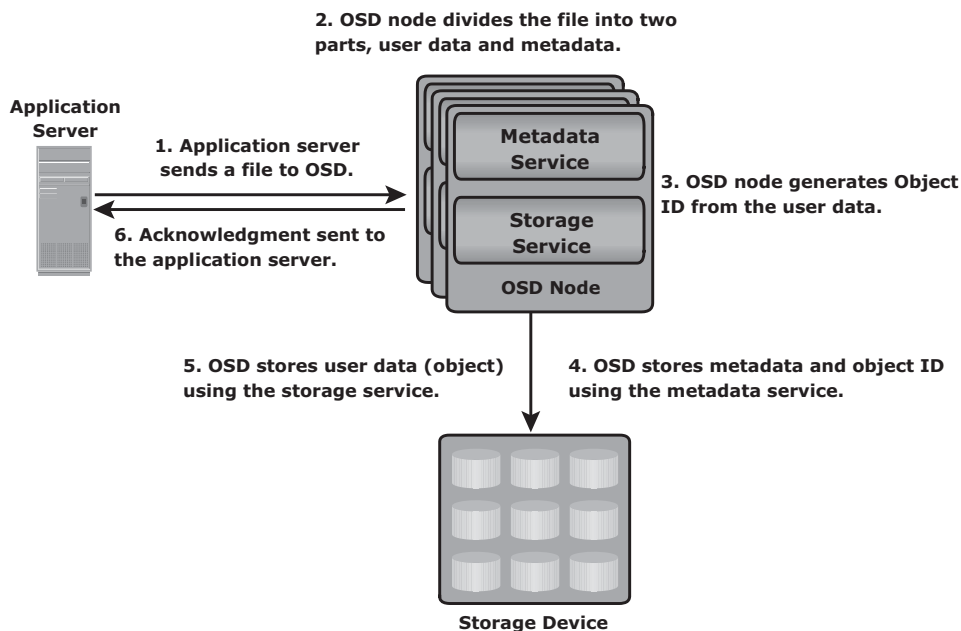 2. OSD node divides the file into two
parts, user data and metadata.
Application
Server
1. Application server
sends a file to OSD.
Metadata
Service
3. OSD node generates Object
ID from the user data.
Storage
Service
6. Acknowledgment sent to
the application server.
OSD Node
5. OSD stores user data (object)
using the storage service.
4. OSD stores metadata and object ID
using the metadata service.
Storage Device